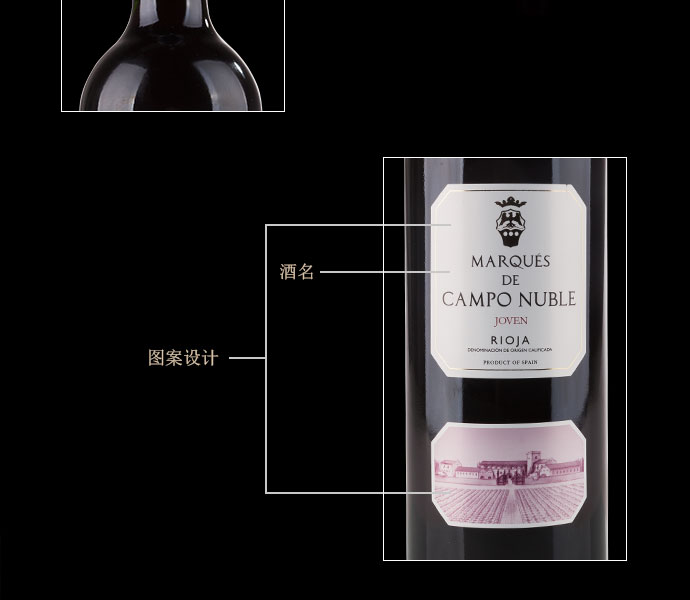 酒名
图案设计
MARQUÉS
DE
CAMPO NUBLE
JOVEN
RIOJA
DENOMINACIÓN DE ORIGEN CALIFICADA
PRODUCT OF SPAIN